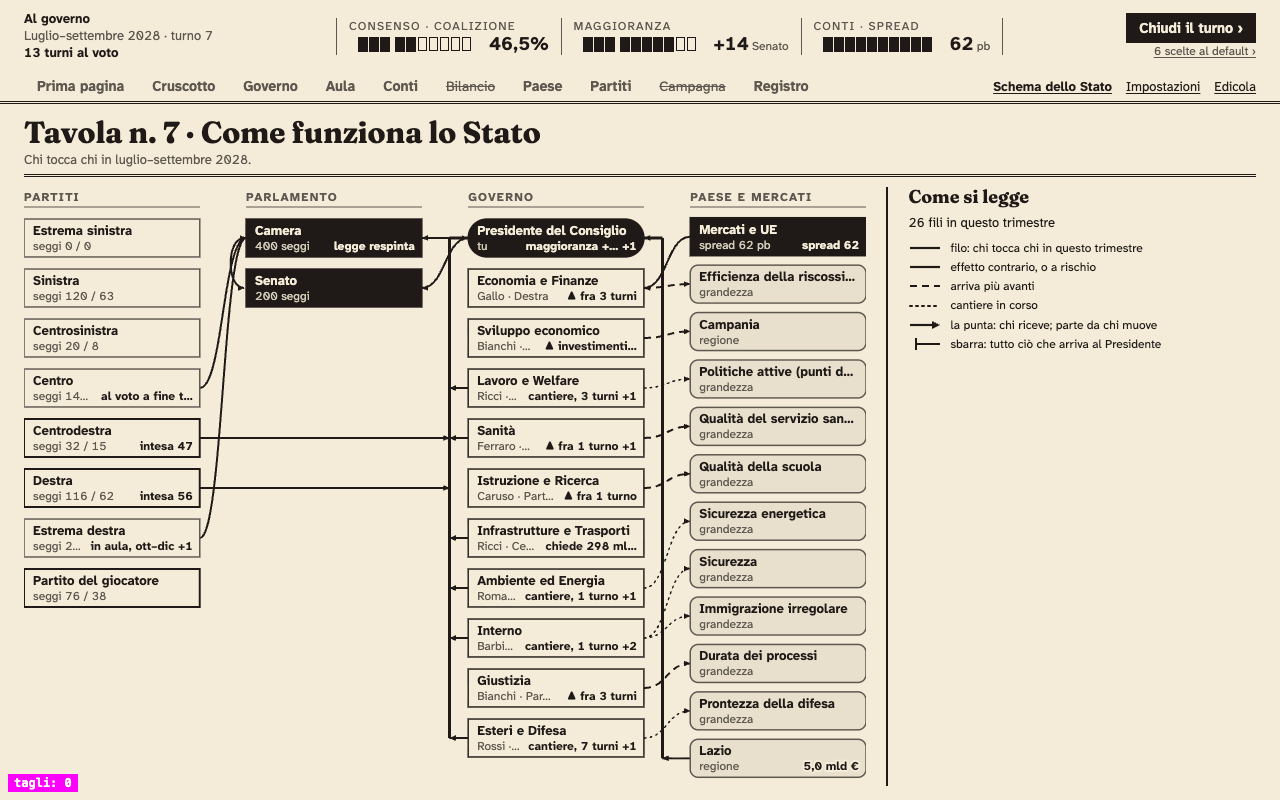 Al governo
Luglio–settembre 2028 · turno 7
13 turni al voto
CONSENSO · COALIZIONE
46,5%
MAGGIORANZA
+14 Senato
CONTI · SPREAD
62 pb
Chiudi il turno ›
6 scelte al default ›
Prima pagina Cruscotto Governo Aula Conti Bilancio Paese Partiti Campagna Registro
Schema dello Stato Impostazioni Edicola
Tavola n. 7 · Come funziona lo Stato
Chi tocca chi in luglio–settembre 2028.
PARTITI
Estrema sinistra
seggi 0 / 0
Sinistra
seggi 120 / 63
Centrosinistra
seggi 20 / 8
Centro
seggi 14… al voto a fine t…
Centrodestra
seggi 32 / 15 intesa 47
Destra
seggi 116 / 62 intesa 56
Estrema destra
seggi 2… in aula, ott–dic +1
Partito del giocatore
seggi 76 / 38
PARLAMENTO
Camera
400 seggi legge respinta
Senato
200 seggi
GOVERNO
Presidente del Consiglio
tu maggioranza +… +1
Economia e Finanze
Gallo · Destra ▲ fra 3 turni
Sviluppo economico
Bianchi ·… ▲ investimenti…
Lavoro e Welfare
Ricci ·… cantiere, 3 turni +1
Sanità
Ferraro ·… ▲ fra 1 turno +1
Istruzione e Ricerca
Caruso · Part… ▲ fra 1 turno
Infrastrutture e Trasporti
Ricci · Ce… chiede 298 ml…
Ambiente ed Energia
Roma… cantiere, 1 turno +1
Interno
Barbi… cantiere, 1 turno +2
Giustizia
Bianchi · Par… ▲ fra 3 turni
Esteri e Difesa
Rossi ·… cantiere, 7 turni +1
PAESE E MERCATI
Mercati e UE
spread 62 pb spread 62
Efficienza della riscossi…
grandezza
Campania
regione
Politiche attive (punti d…
grandezza
Qualità del servizio san…
grandezza
Qualità della scuola
grandezza
Sicurezza energetica
grandezza
Sicurezza
grandezza
Immigrazione irregolare
grandezza
Durata dei processi
grandezza
Prontezza della difesa
grandezza
Lazio
regione 5,0 mld €
Come si legge
26 fili in questo trimestre
filo: chi tocca chi in questo trimestre
effetto contrario, o a rischio
arriva più avanti
cantiere in corso
la punta: chi riceve; parte da chi muove
sbarra: tutto ciò che arriva al Presidente
tagli: 0